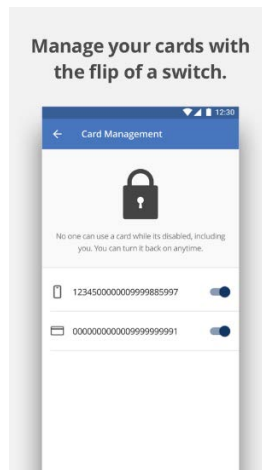 Manage your cards with
the flip of a switch.
12:30
Card Management
No one can use a card while its disabled, including
you. You can turn it back on anytime.
1234500000009999885997
0000000000009999999991